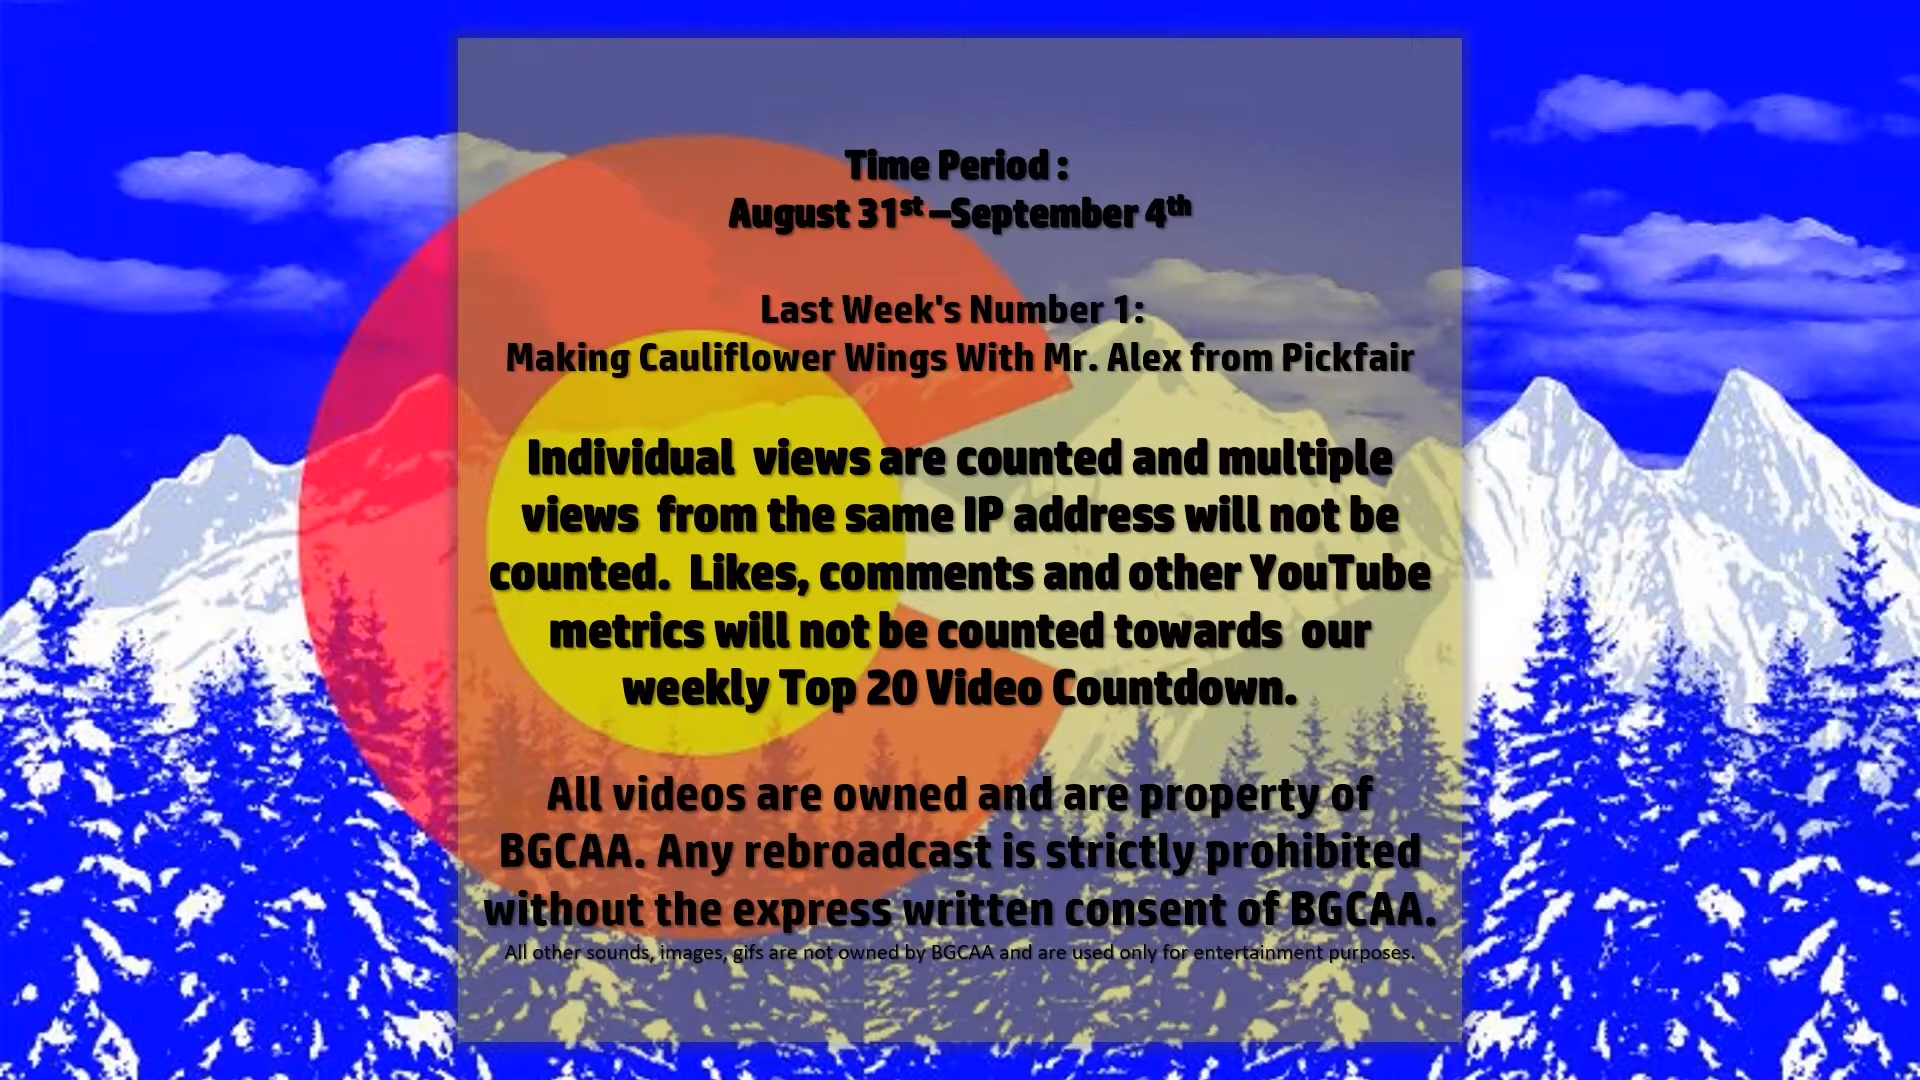 Time Period :
August 31st –September 4th
Last Week's Number 1:
Making Cauliflower Wings With Mr. Alex from Pickfair
Individual views are counted and multiple
views from the same IP address will not be
counted. Likes, comments and other YouTube
metrics will not be counted towards our
weekly Top 20 Video Countdown.
All videos are owned and are property of
BGCAA. Any rebroadcast is strictly prohibited
without the express written consent of BGCAA.
All other sounds, images, gifs are not owned by BGCAA and are used only for entertainment purposes.